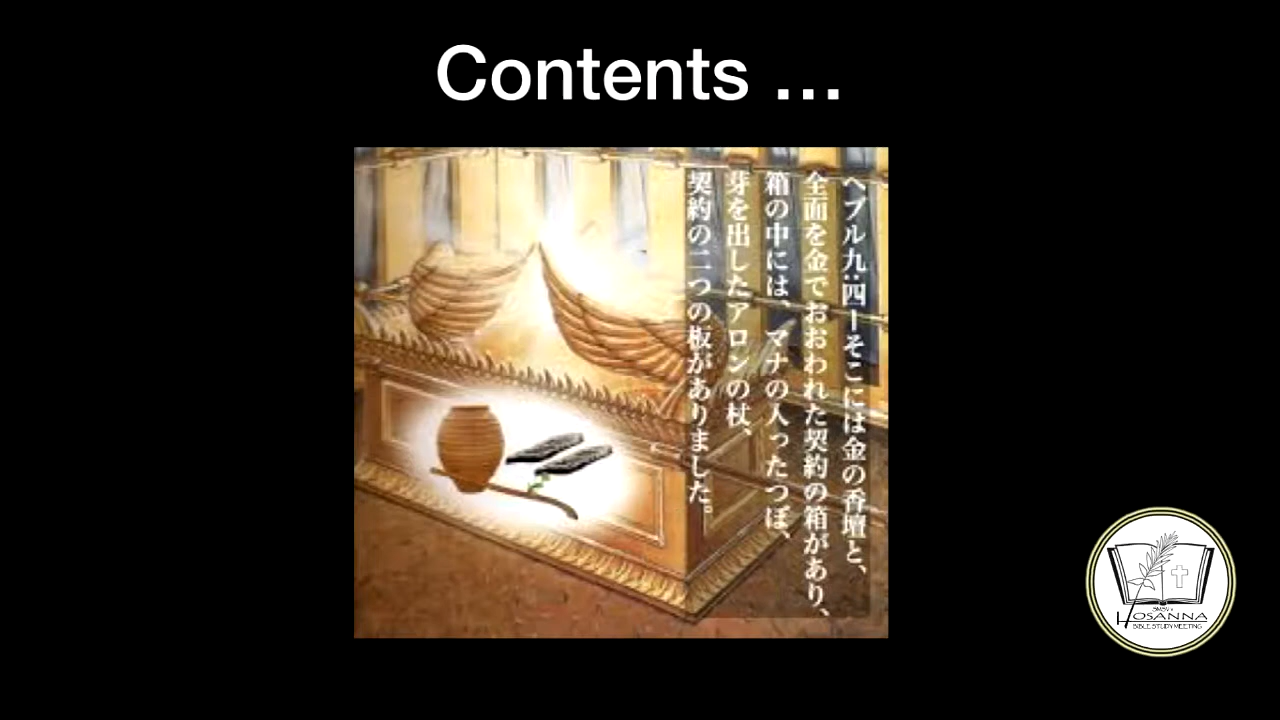 Contents ...
ヘブル九:四ーそこには金の香壇と、
全面を金でおおわれた契約の箱があり、
箱の中には、マナの入ったつぼ、
芽を出したアロンの杖、
契約の二つの板がありました。
SMSV's
HOSANNA
BIBLE STUDY MEETING